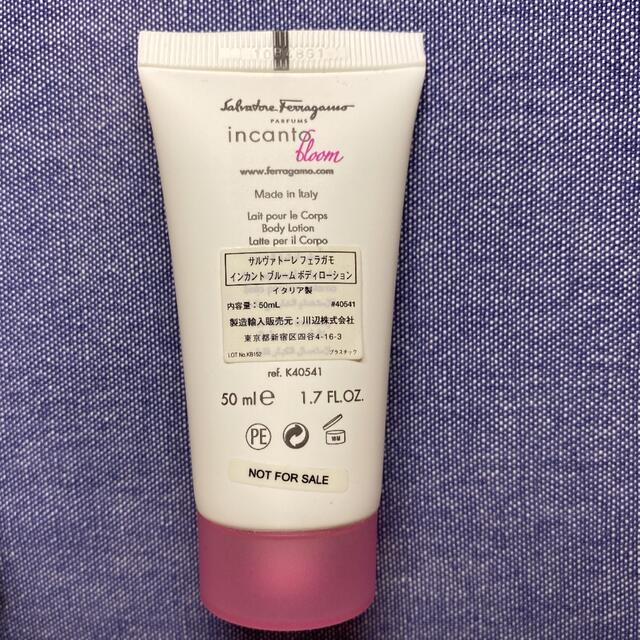 Salvatore Ferragamo
PARFUMS
incanto
bloom
www.ferragamo.com
Made in Italy
Lait pour le Corps
Body Lotion
Latte per il Corpo
サルヴァトーレ フェラガモ
インカント ブルーム ボディローション
イタリア製
内容量：50mL #40541
製造輸入販売元：川辺株式会社
東京都新宿区四谷4-16-3
LOT No.KB152 プラスチック
ref. K40541
50 ml e 1.7 FL.OZ.
PE
NOT FOR SALE